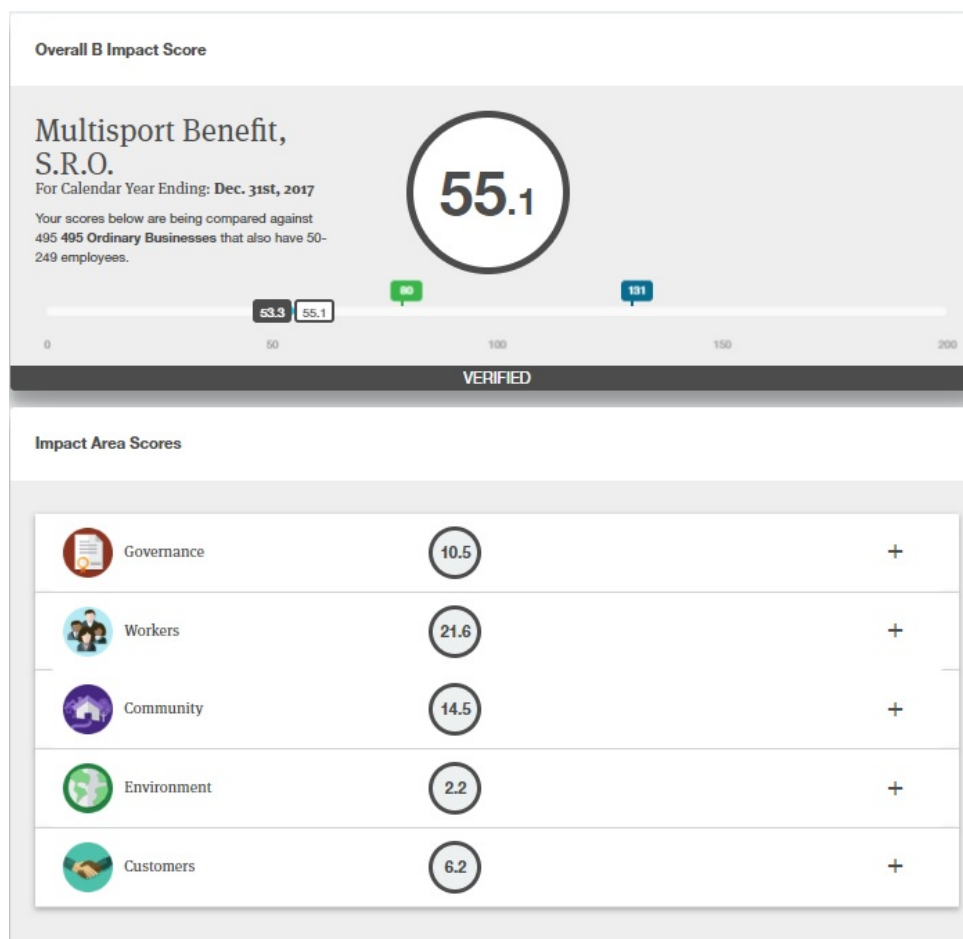 Overall B Impact Score
Multisport Benefit,
S.R.O.
For Calendar Year Ending: Dec. 31st, 2017
Your scores below are being compared against
495 495 Ordinary Businesses that also have 50-
249 employees.
55.1
80
131
53.3
55.1
0
50
100
150
200
VERIFIED
Impact Area Scores
Governance
10.5
+
Workers
21.6
+
Community
14.5
+
Environment
2.2
+
Customers
6.2
+